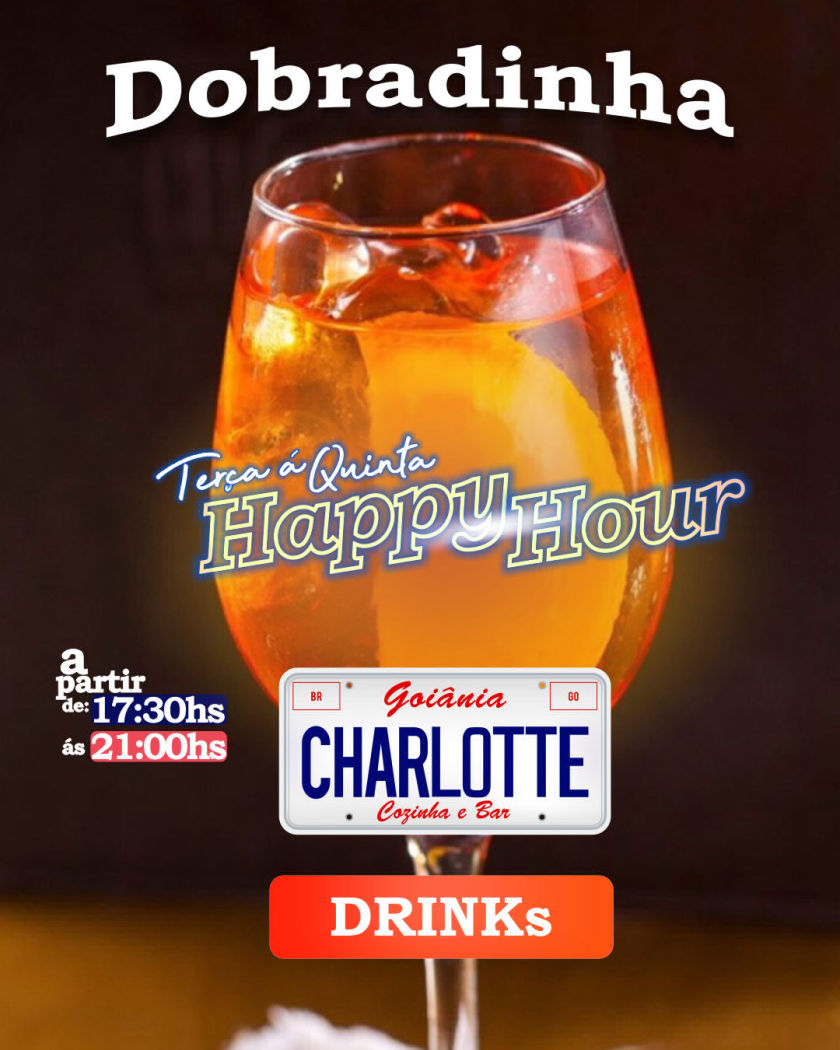 Dobradinha
Terça á Quinta
Happy Hour
a
partir
de: 17:30hs
ás 21:00hs
BR
Goiânia
GO
CHARLOTTE
Cozinha e Bar
DRINKs